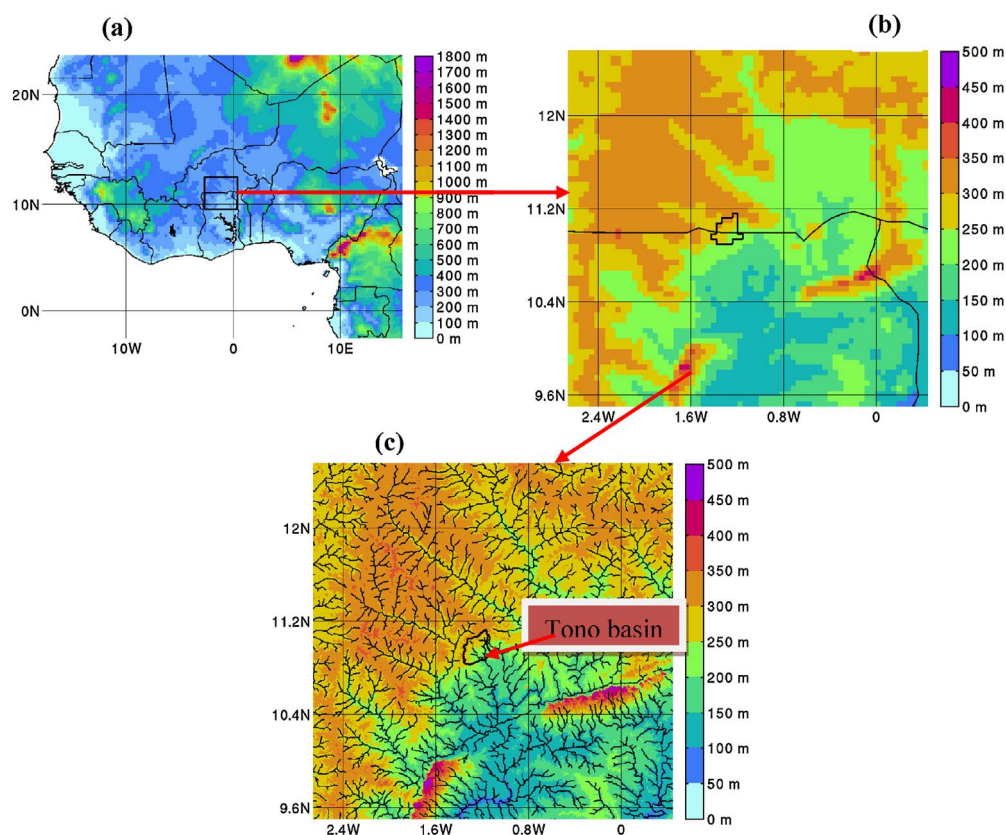 (a)
20N
10N
0N
10W
0
10E
1800 m
1700 m
1600 m
1500 m
1400 m
1300 m
1200 m
1100 m
1000 m
900 m
800 m
700 m
600 m
500 m
400 m
300 m
200 m
100 m
0 m
(b)
12N
11.2N
10.4N
9.6N
2.4W
1.6W
0.8W
0
500 m
450 m
400 m
350 m
300 m
250 m
200 m
150 m
100 m
50 m
0 m
(c)
12N
11.2N
10.4N
9.6N
2.4W
1.6W
0.8W
0
Tono basin
500 m
450 m
400 m
350 m
300 m
250 m
200 m
150 m
100 m
50 m
0 m